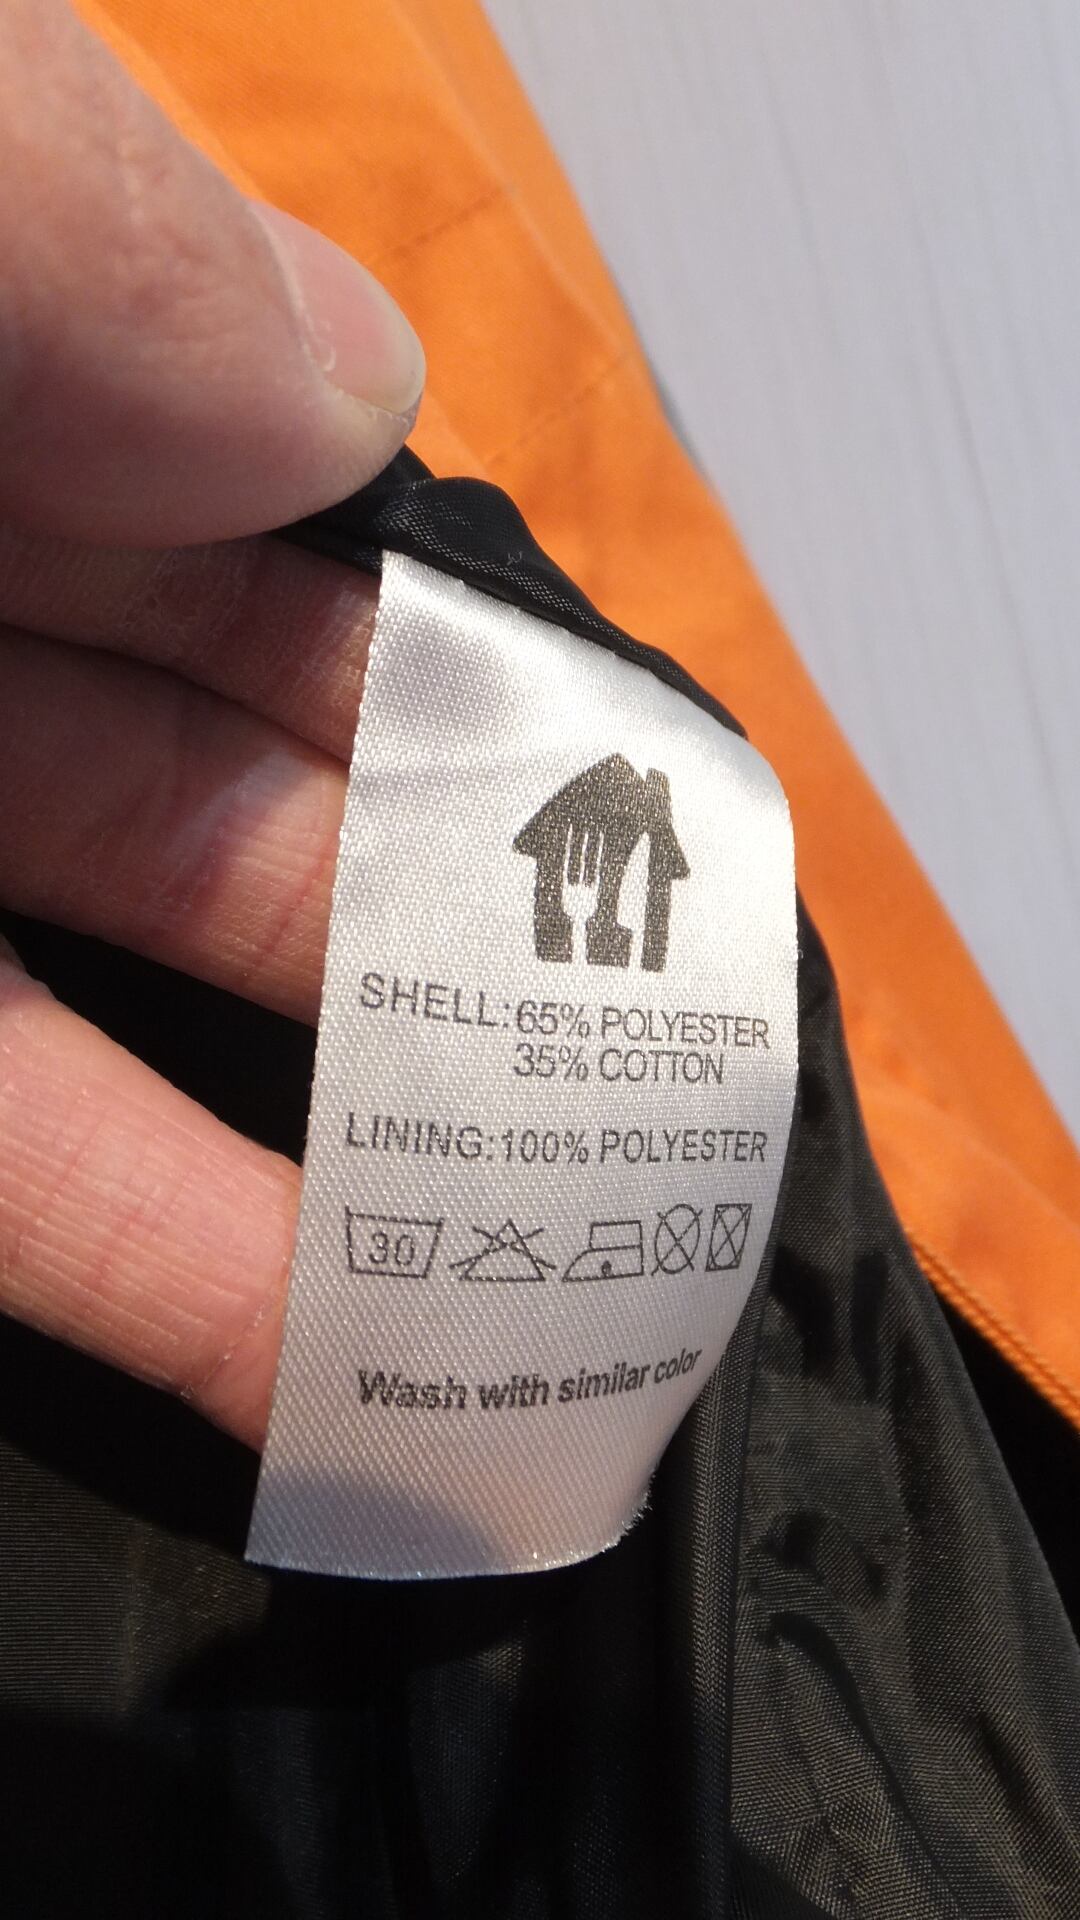 SHELL:65% POLYESTER
35% COTTON
LINING:100% POLYESTER
30
Wash with similar color